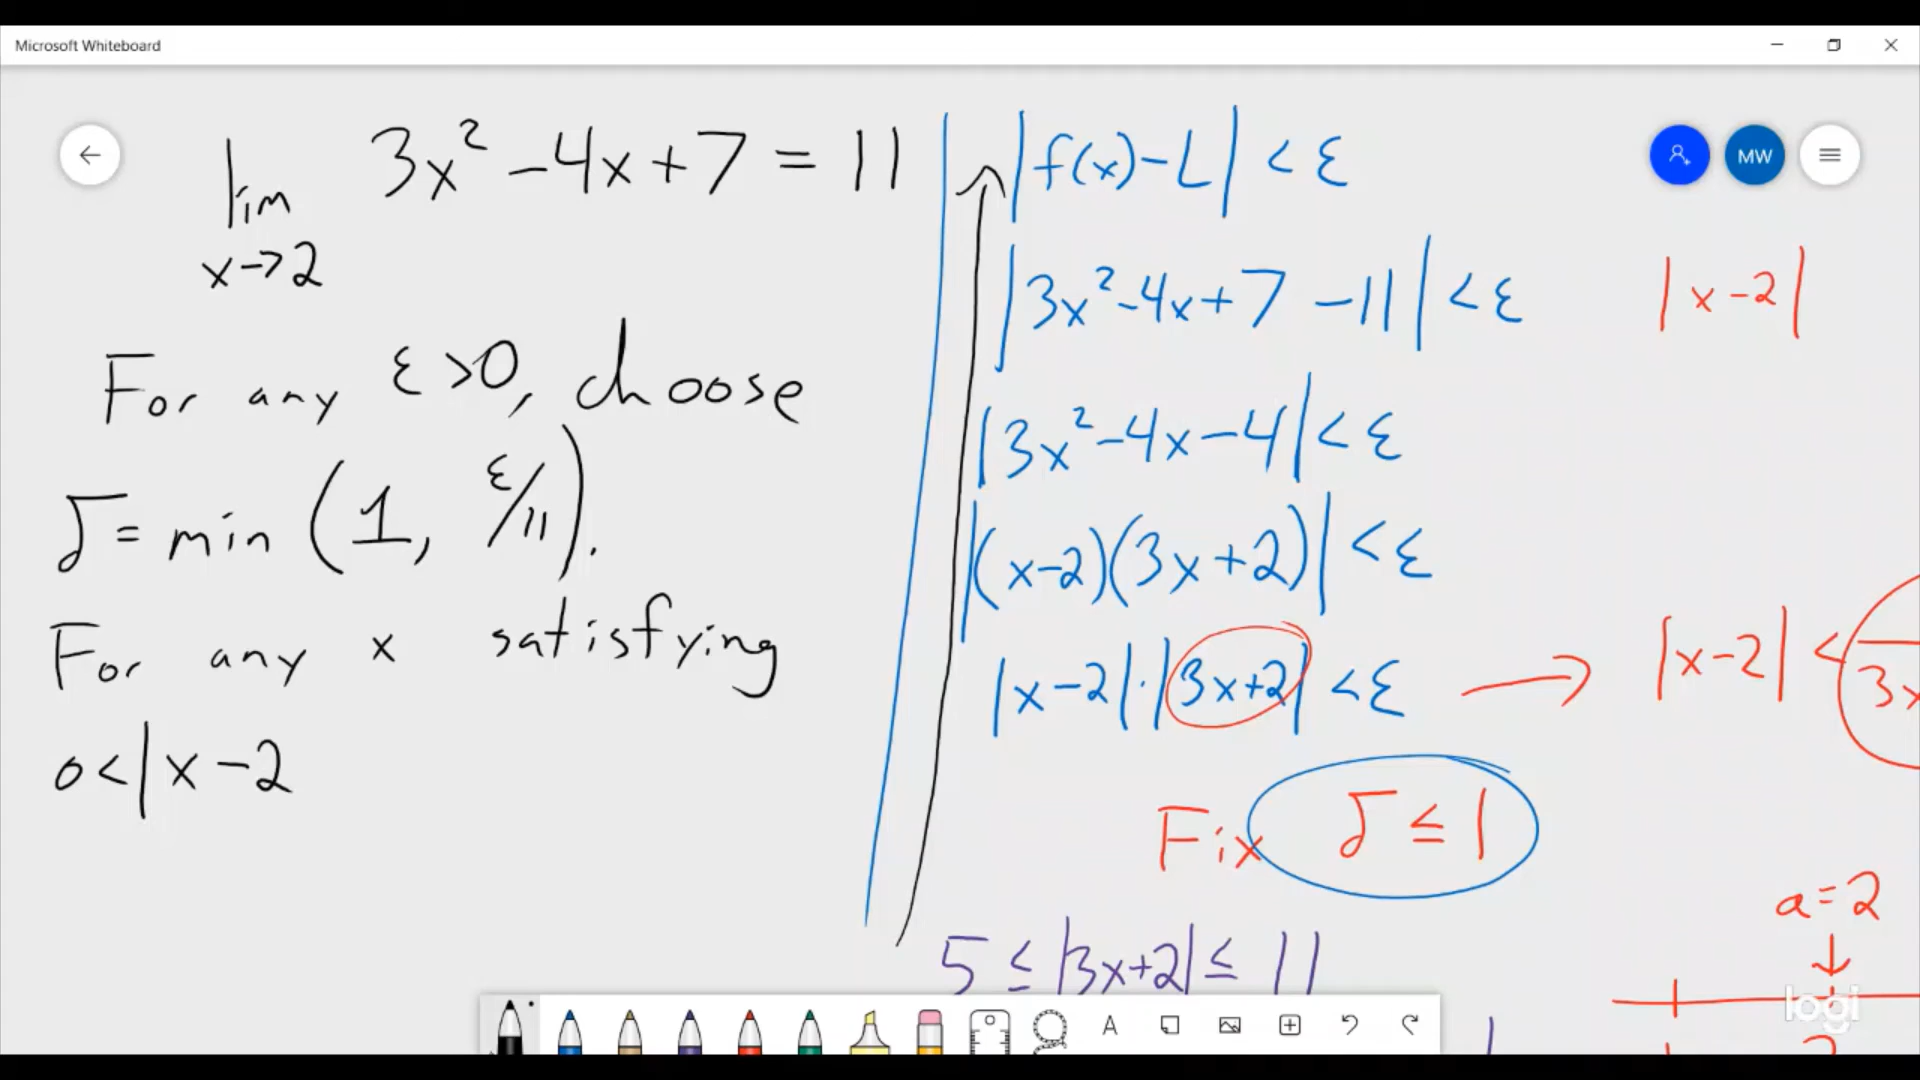 Microsoft Whiteboard
MW
lim 3x² -4x+7 = 11
x→2
For any ε>0, choose
δ= min (1, ε/11).
For any x satisfying
0<|x-2
|f(x)-L| <ε
|3x²-4x+7 -11| <ε
|3x²-4x-4| <ε
|(x-2)(3x+2)| <ε
|x-2|·|3x+2| <ε →
Fix δ ≤ 1
5 ≤ |3x+2| ≤ 11
|x-2|
|x-2| <
3x
a=2
logi
A